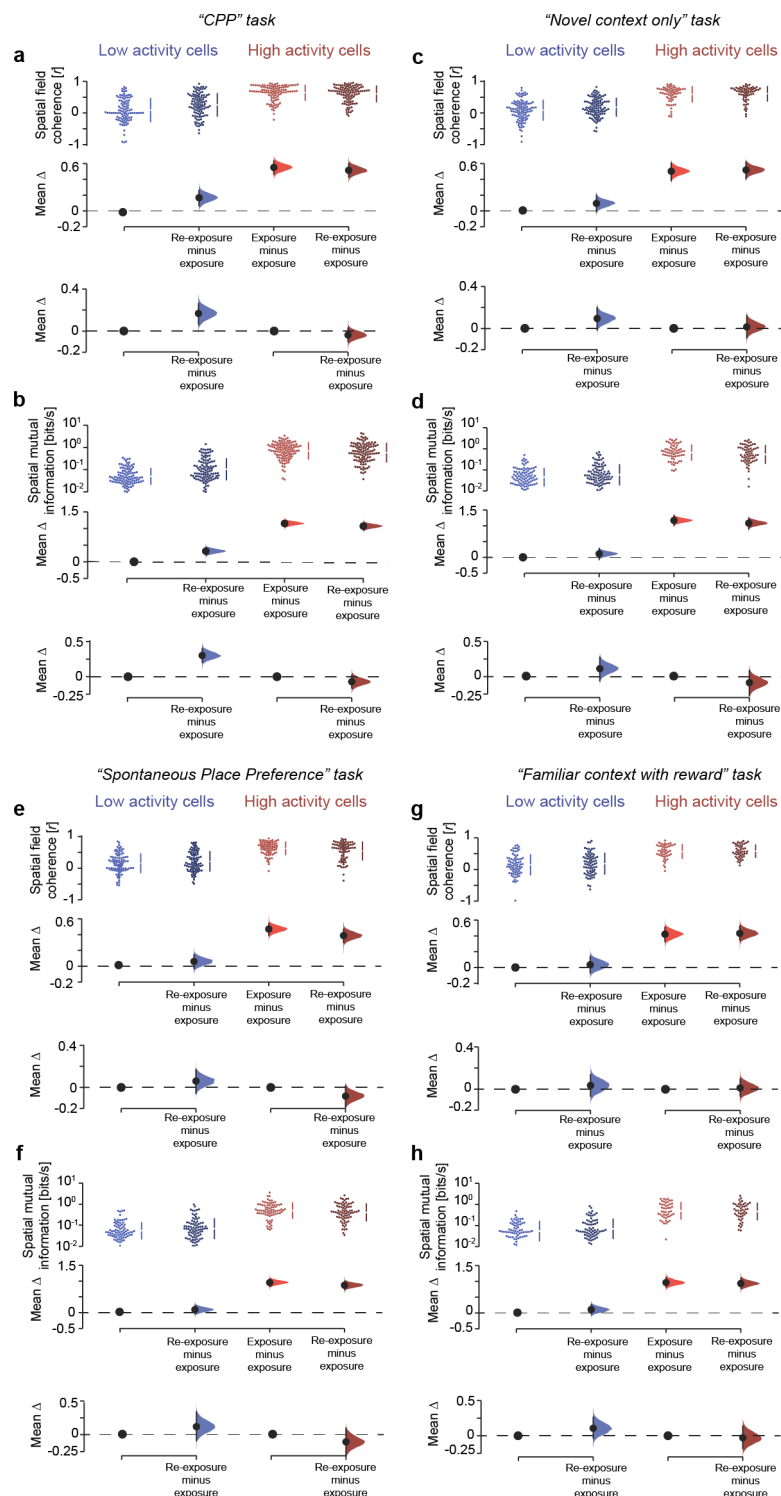 “CPP” task
“Novel context only” task
Low activity cells
High activity cells
Low activity cells
High activity cells
a
Spatial field
coherence [r]
1
0
-1
Mean Δ
0.6
0
-0.2
Re-exposure
minus
exposure
Exposure
minus
exposure
Re-exposure
minus
exposure
Mean Δ
0.4
0
-0.2
Re-exposure
minus
exposure
Re-exposure
minus
exposure
c
Spatial field
coherence [r]
1
0
-1
Mean Δ
0.6
0
-0.2
Re-exposure
minus
exposure
Exposure
minus
exposure
Re-exposure
minus
exposure
Mean Δ
0.4
0
-0.2
Re-exposure
minus
exposure
Re-exposure
minus
exposure
b
Spatial mutual
information [bits/s]
10¹
10⁰
10⁻¹
10⁻²
Mean Δ
1.5
0
-0.5
Re-exposure
minus
exposure
Exposure
minus
exposure
Re-exposure
minus
exposure
Mean Δ
0.5
0
-0.25
Re-exposure
minus
exposure
Re-exposure
minus
exposure
d
Spatial mutual
information [bits/s]
10¹
10⁰
10⁻¹
10⁻²
Mean Δ
1.5
0
-0.5
Re-exposure
minus
exposure
Exposure
minus
exposure
Re-exposure
minus
exposure
Mean Δ
0.5
0
-0.25
Re-exposure
minus
exposure
Re-exposure
minus
exposure
“Spontaneous Place Preference” task
“Familiar context with reward” task
Low activity cells
High activity cells
Low activity cells
High activity cells
e
Spatial field
coherence [r]
1
0
-1
Mean Δ
0.6
0
-0.2
Re-exposure
minus
exposure
Exposure
minus
exposure
Re-exposure
minus
exposure
Mean Δ
0.4
0
-0.2
Re-exposure
minus
exposure
Re-exposure
minus
exposure
g
Spatial field
coherence [r]
1
0
-1
Mean Δ
0.6
0
-0.2
Re-exposure
minus
exposure
Exposure
minus
exposure
Re-exposure
minus
exposure
Mean Δ
0.4
0
-0.2
Re-exposure
minus
exposure
Re-exposure
minus
exposure
f
Spatial mutual
information [bits/s]
10¹
10⁰
10⁻¹
10⁻²
Mean Δ
1.5
0
-0.5
Re-exposure
minus
exposure
Exposure
minus
exposure
Re-exposure
minus
exposure
Mean Δ
0.5
0
-0.25
Re-exposure
minus
exposure
Re-exposure
minus
exposure
h
Spatial mutual
information [bits/s]
10¹
10⁰
10⁻¹
10⁻²
Mean Δ
1.5
0
-0.5
Re-exposure
minus
exposure
Exposure
minus
exposure
Re-exposure
minus
exposure
Mean Δ
0.5
0
-0.25
Re-exposure
minus
exposure
Re-exposure
minus
exposure